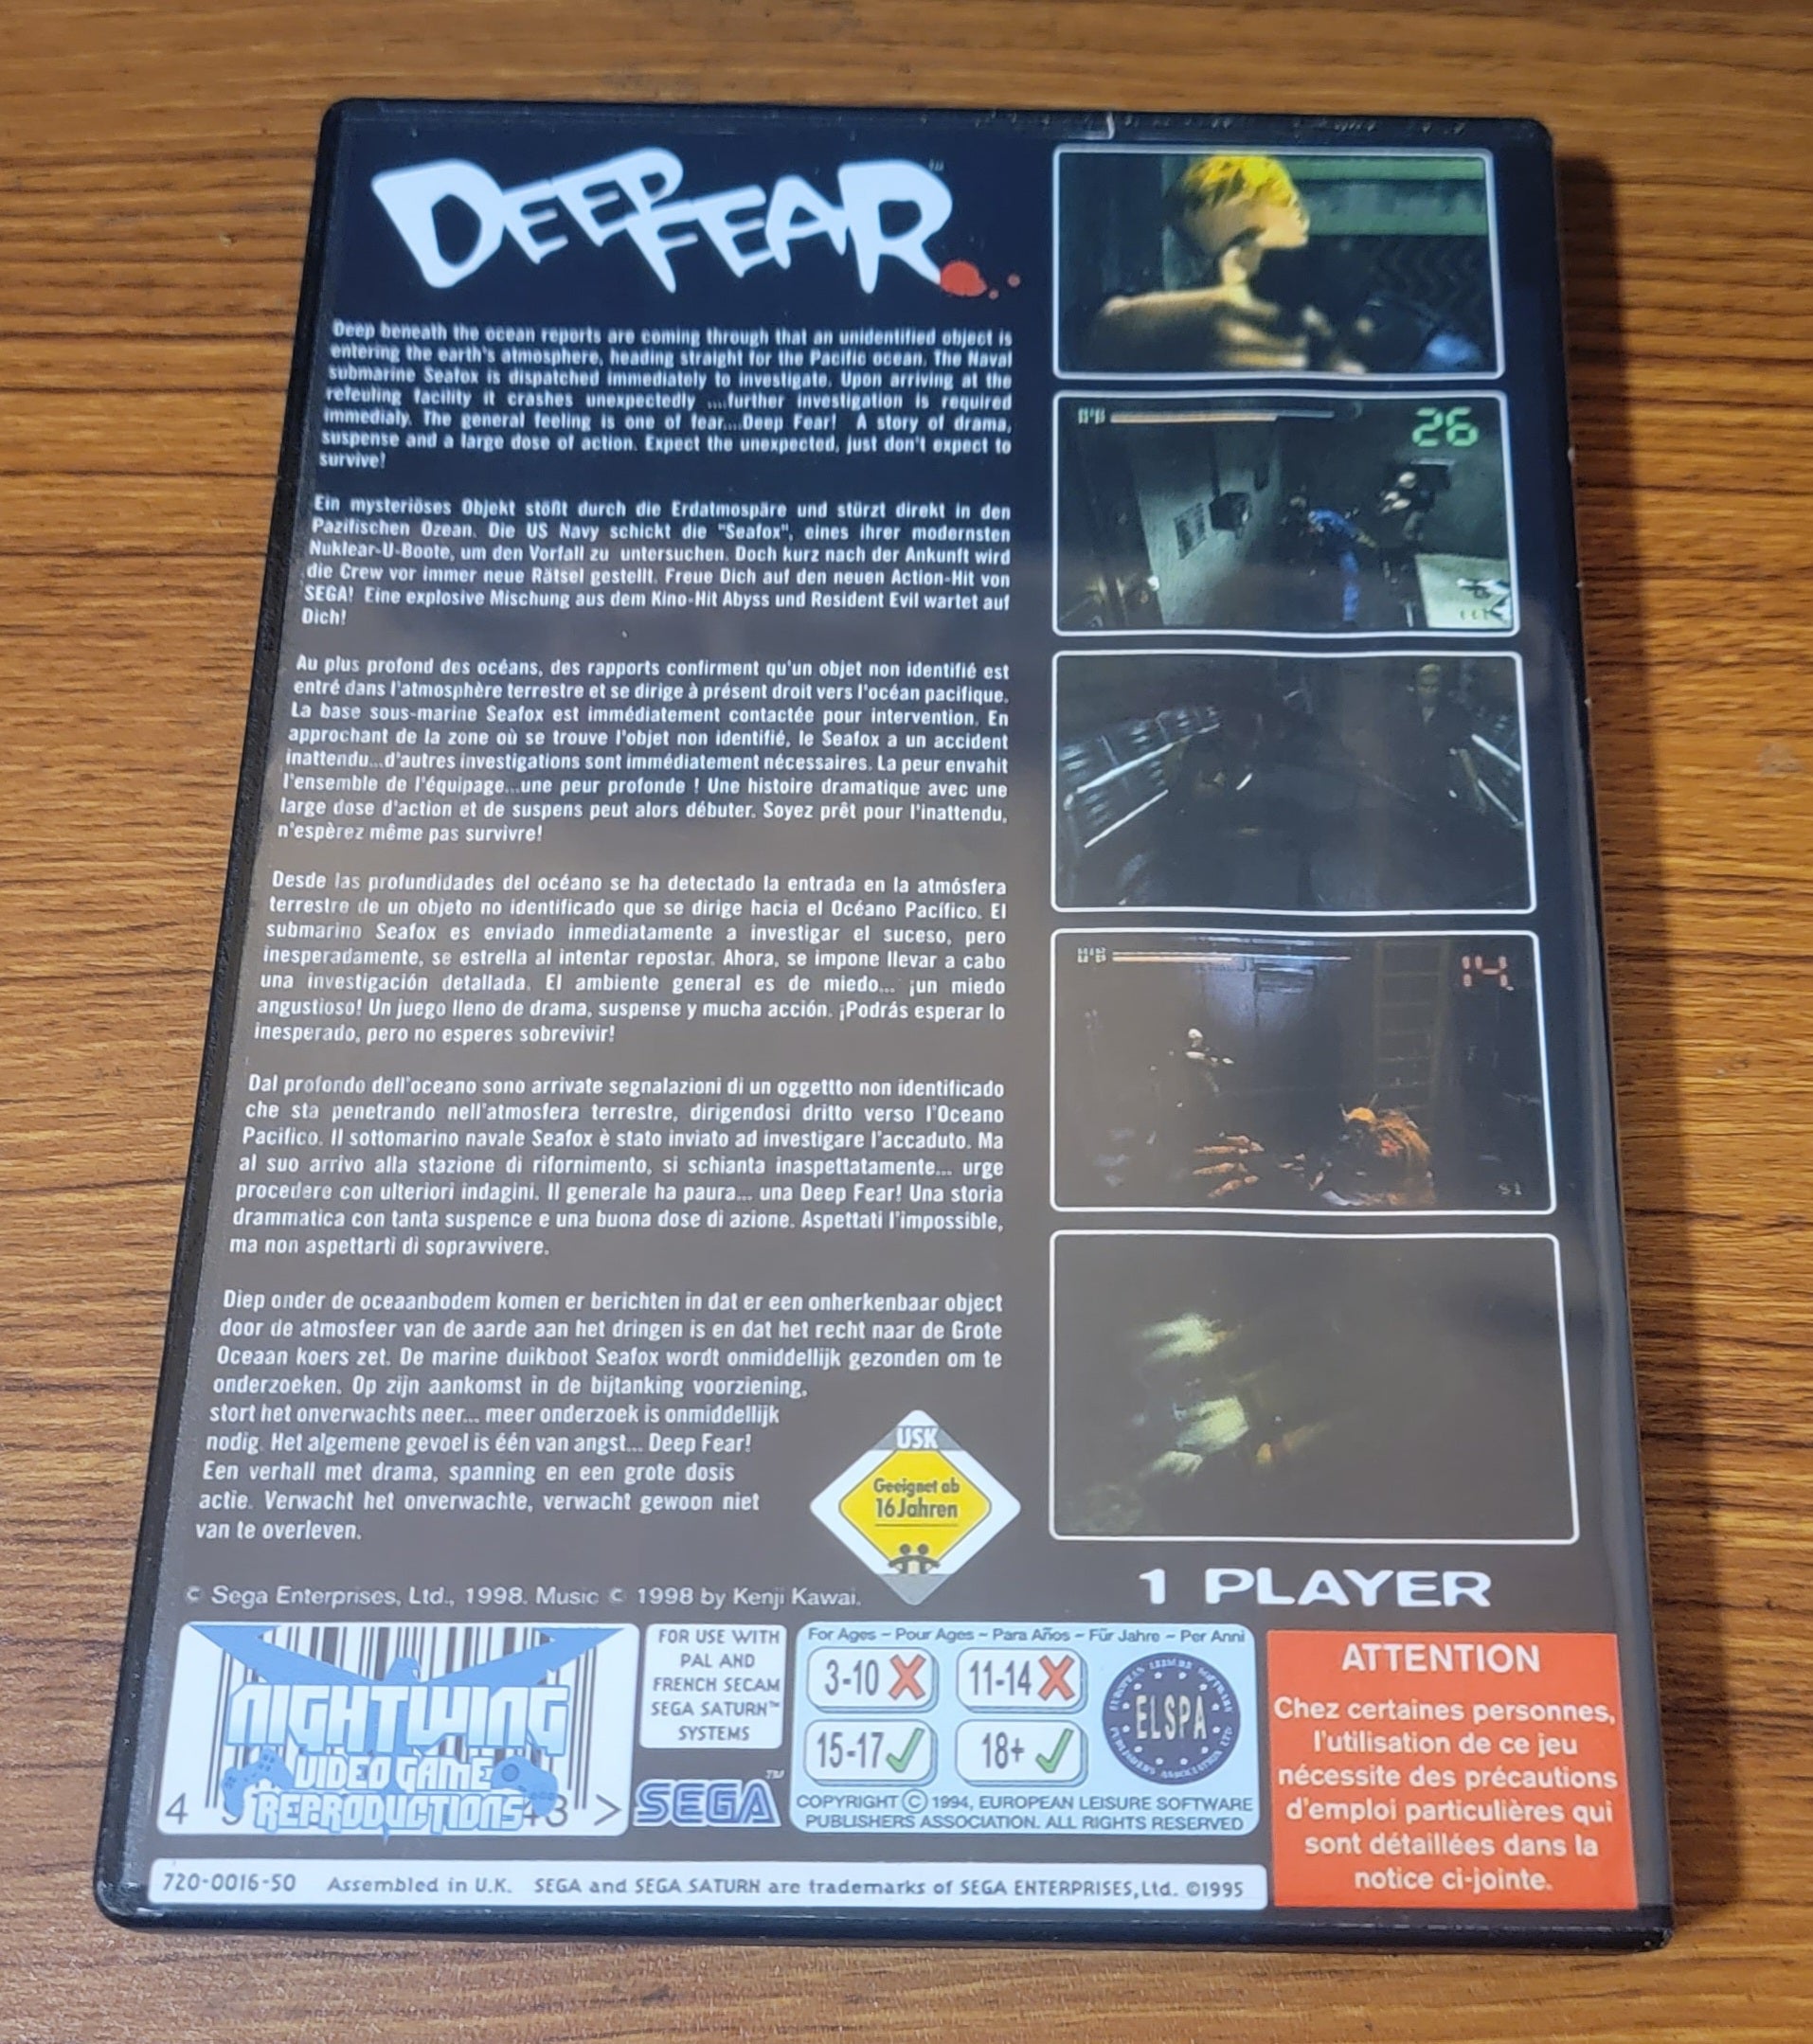 DEEP FEAR™
Deep beneath the ocean reports are coming through that an unidentified object is
entering the earth's atmosphere, heading straight for the Pacific ocean. The Naval
submarine Seafox is dispatched immediately to investigate. Upon arriving at the
refeuling facility it crashes unexpectedly ....further investigation is required
immedialy. The general feeling is one of fear....Deep Fear! A story of drama,
suspense and a large dose of action. Expect the unexpected, just don't expect to
survive!
Ein mysteriöses Objekt stößt durch die Erdatmospäre und stürzt direkt in den
Pazifischen Ozean. Die US Navy schickt die "Seafox", eines ihrer modernsten
Nuklear-U-Boote, um den Vorfall zu untersuchen. Doch kurz nach der Ankunft wird
die Crew vor immer neue Rätsel gestellt. Freue Dich auf den neuen Action-Hit von
SEGA! Eine explosive Mischung aus dem Kino-Hit Abyss und Resident Evil wartet auf
Dich!
Au plus profond des océans, des rapports confirment qu'un objet non identifié est
entré dans l'atmosphère terrestre et se dirige à présent droit vers l'océan pacifique.
La base sous-marine Seafox est immédiatement contactée pour intervention. En
approchant de la zone où se trouve l'objet non identifié, le Seafox a un accident
inattendu...d'autres investigations sont immédiatement nécessaires. La peur envahit
l'ensemble de l'équipage...une peur profonde ! Une histoire dramatique avec une
large dose d'action et de suspens peut alors débuter. Soyez prêt pour l'inattendu,
n'espèrez même pas survivre!
Desde las profundidades del océano se ha detectado la entrada en la atmósfera
terrestre de un objeto no identificado que se dirige hacia el Océano Pacífico. El
submarino Seafox es enviado inmediatamente a investigar el suceso, pero
inesperadamente, se estrella al intentar repostar. Ahora, se impone llevar a cabo
una investigación detallada. El ambiente general es de miedo... ¡un miedo
angustioso! Un juego lleno de drama, suspense y mucha acción. ¡Podrás esperar lo
inesperado, pero no esperes sobrevivir!
Dal profondo dell'oceano sono arrivate segnalazioni di un oggettto non identificado
che sta penetrando nell'atmosfera terrestre, dirigendosi dritto verso l'Oceano
Pacifico. Il sottomarino navale Seafox è stato inviato ad investigare l'accaduto. Ma
al suo arrivo alla stazione di rifornimento, si schianta inaspettatamente... urge
procedere con ulteriori indagini. Il generale ha paura... una Deep Fear! Una storia
drammatica con tanta suspence e una buona dose di azione. Aspettati l'impossible,
ma non aspettarti di sopravvivere.
Diep onder de oceaanbodem komen er berichten in dat er een onherkenbaar object
door de atmosfeer van de aarde aan het dringen is en dat het recht naar de Grote
Oceaan koers zet. De marine duikboot Seafox wordt onmiddellijk gezonden om te
onderzoeken. Op zijn aankomst in de bijtanking voorziening,
stort het onverwachts neer... meer onderzoek is onmiddellijk
nodig. Het algemene gevoel is één van angst... Deep Fear!
Een verhall met drama, spanning en een grote dosis
actie. Verwacht het onverwachte, verwacht gewoon niet
van te overleven.
USK
Geeignet ab
16 Jahren
© Sega Enterprises, Ltd., 1998. Music © 1998 by Kenji Kawai.
26
14
1 PLAYER
NIGHTWING
VIDEO GAME
REPRODUCTIONS
4
3 >
FOR USE WITH
PAL AND
FRENCH SECAM
SEGA SATURN™
SYSTEMS
SEGA™
For Ages – Pour Ages – Para Años – Für Jahre – Per Anni
3-10
11-14
15-17
18+
EUROPEAN LEISURE SOFTWARE
ELSPA
PUBLISHERS ASSOCIATION LTD
COPYRIGHT © 1994, EUROPEAN LEISURE SOFTWARE
PUBLISHERS ASSOCIATION. ALL RIGHTS RESERVED
ATTENTION
Chez certaines personnes,
l'utilisation de ce jeu
nécessite des précautions
d'emploi particulières qui
sont détaillées dans la
notice ci-jointe.
720-0016-50 Assembled in U.K. SEGA and SEGA SATURN are trademarks of SEGA ENTERPRISES, Ltd. ©1995